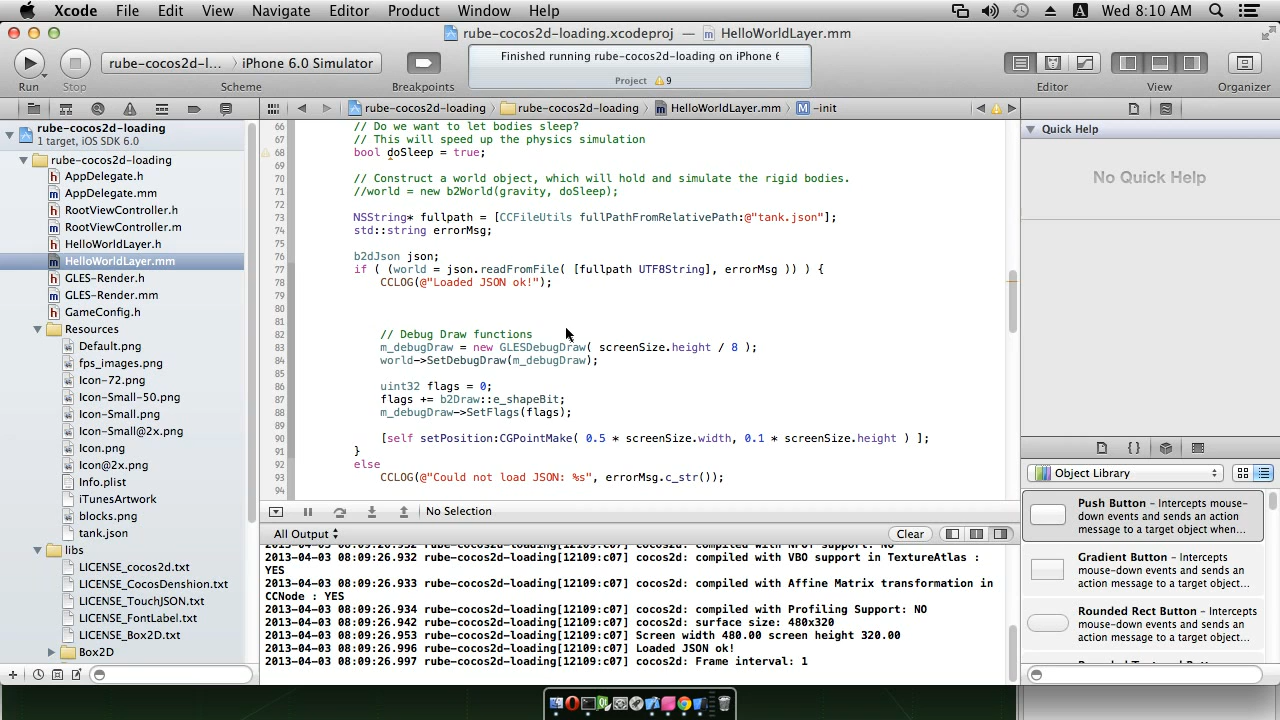 Xcode File Edit View Navigate Editor Product Window Help Wed 8:10 AM
rube-cocos2d-loading.xcodeproj — HelloWorldLayer.mm
rube-cocos2d-l... iPhone 6.0 Simulator
Finished running rube-cocos2d-loading on iPhone 6
Project 9
Run Stop Scheme Breakpoints Editor View Organizer
rube-cocos2d-loading rube-cocos2d-loading HelloWorldLayer.mm M -init
rube-cocos2d-loading
1 target, iOS SDK 6.0
rube-cocos2d-loading
AppDelegate.h
AppDelegate.mm
RootViewController.h
RootViewController.m
HelloWorldLayer.h
HelloWorldLayer.mm
GLES-Render.h
GLES-Render.mm
GameConfig.h
Resources
Default.png
fps_images.png
Icon-72.png
Icon-Small-50.png
Icon-Small.png
Icon-Small@2x.png
Icon.png
Icon@2x.png
Info.plist
iTunesArtwork
blocks.png
tank.json
libs
LICENSE_cocos2d.txt
LICENSE_CocosDenshion.txt
LICENSE_TouchJSON.txt
LICENSE_FontLabel.txt
LICENSE_Box2D.txt
Box2D
66 // Do we want to let bodies sleep?
67 // This will speed up the physics simulation
68 bool doSleep = true;
69
70 // Construct a world object, which will hold and simulate the rigid bodies.
71 //world = new b2World(gravity, doSleep);
72
73 NSString* fullpath = [CCFileUtils fullPathFromRelativePath:@"tank.json"];
74 std::string errorMsg;
75
76 b2dJson json;
77 if ( (world = json.readFromFile( [fullpath UTF8String], errorMsg )) ) {
78 CCLOG(@"Loaded JSON ok!");
79
80
81
82 // Debug Draw functions
83 m_debugDraw = new GLESDebugDraw( screenSize.height / 8 );
84 world->SetDebugDraw(m_debugDraw);
85
86 uint32 flags = 0;
87 flags += b2Draw::e_shapeBit;
88 m_debugDraw->SetFlags(flags);
89
90 [self setPosition:CGPointMake( 0.5 * screenSize.width, 0.1 * screenSize.height ) ];
91 }
92 else
93 CCLOG(@"Could not load JSON: %s", errorMsg.c_str());
94
No Selection
All Output Clear
2013-04-03 08:09:26.932 rube-cocos2d-loading[12109:c07] cocos2d: compiled with NPOT support: NO
2013-04-03 08:09:26.932 rube-cocos2d-loading[12109:c07] cocos2d: compiled with VBO support in TextureAtlas :
YES
2013-04-03 08:09:26.933 rube-cocos2d-loading[12109:c07] cocos2d: compiled with Affine Matrix transformation in
CCNode : YES
2013-04-03 08:09:26.934 rube-cocos2d-loading[12109:c07] cocos2d: compiled with Profiling Support: NO
2013-04-03 08:09:26.942 rube-cocos2d-loading[12109:c07] cocos2d: surface size: 480x320
2013-04-03 08:09:26.953 rube-cocos2d-loading[12109:c07] Screen width 480.00 screen height 320.00
2013-04-03 08:09:26.996 rube-cocos2d-loading[12109:c07] Loaded JSON ok!
2013-04-03 08:09:26.997 rube-cocos2d-loading[12109:c07] cocos2d: Frame interval: 1
Quick Help
No Quick Help
Object Library
Push Button – Intercepts mouse-
down events and sends an action
message to a target object when...
Gradient Button – Intercepts
mouse-down events and sends an
action message to a target object...
Rounded Rect Button – Intercepts
mouse-down events and sends an
action message to a target object...